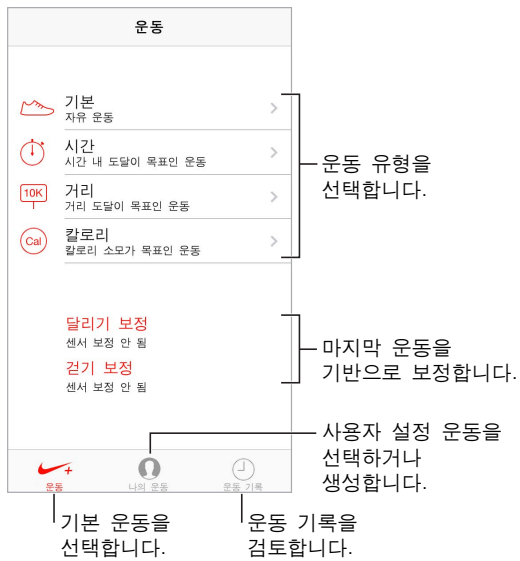 운동
기본
자유 운동
시간
시간 내 도달이 목표인 운동
10K
거리
거리 도달이 목표인 운동
Cal
칼로리
칼로리 소모가 목표인 운동
운동 유형을
선택합니다.
달리기 보정
센서 보정 안 됨
걷기 보정
센서 보정 안 됨
마지막 운동을
기반으로 보정합니다.
사용자 설정 운동을
선택하거나
생성합니다.
운동
나의 운동
운동 기록
기본 운동을
선택합니다.
운동 기록을
검토합니다.